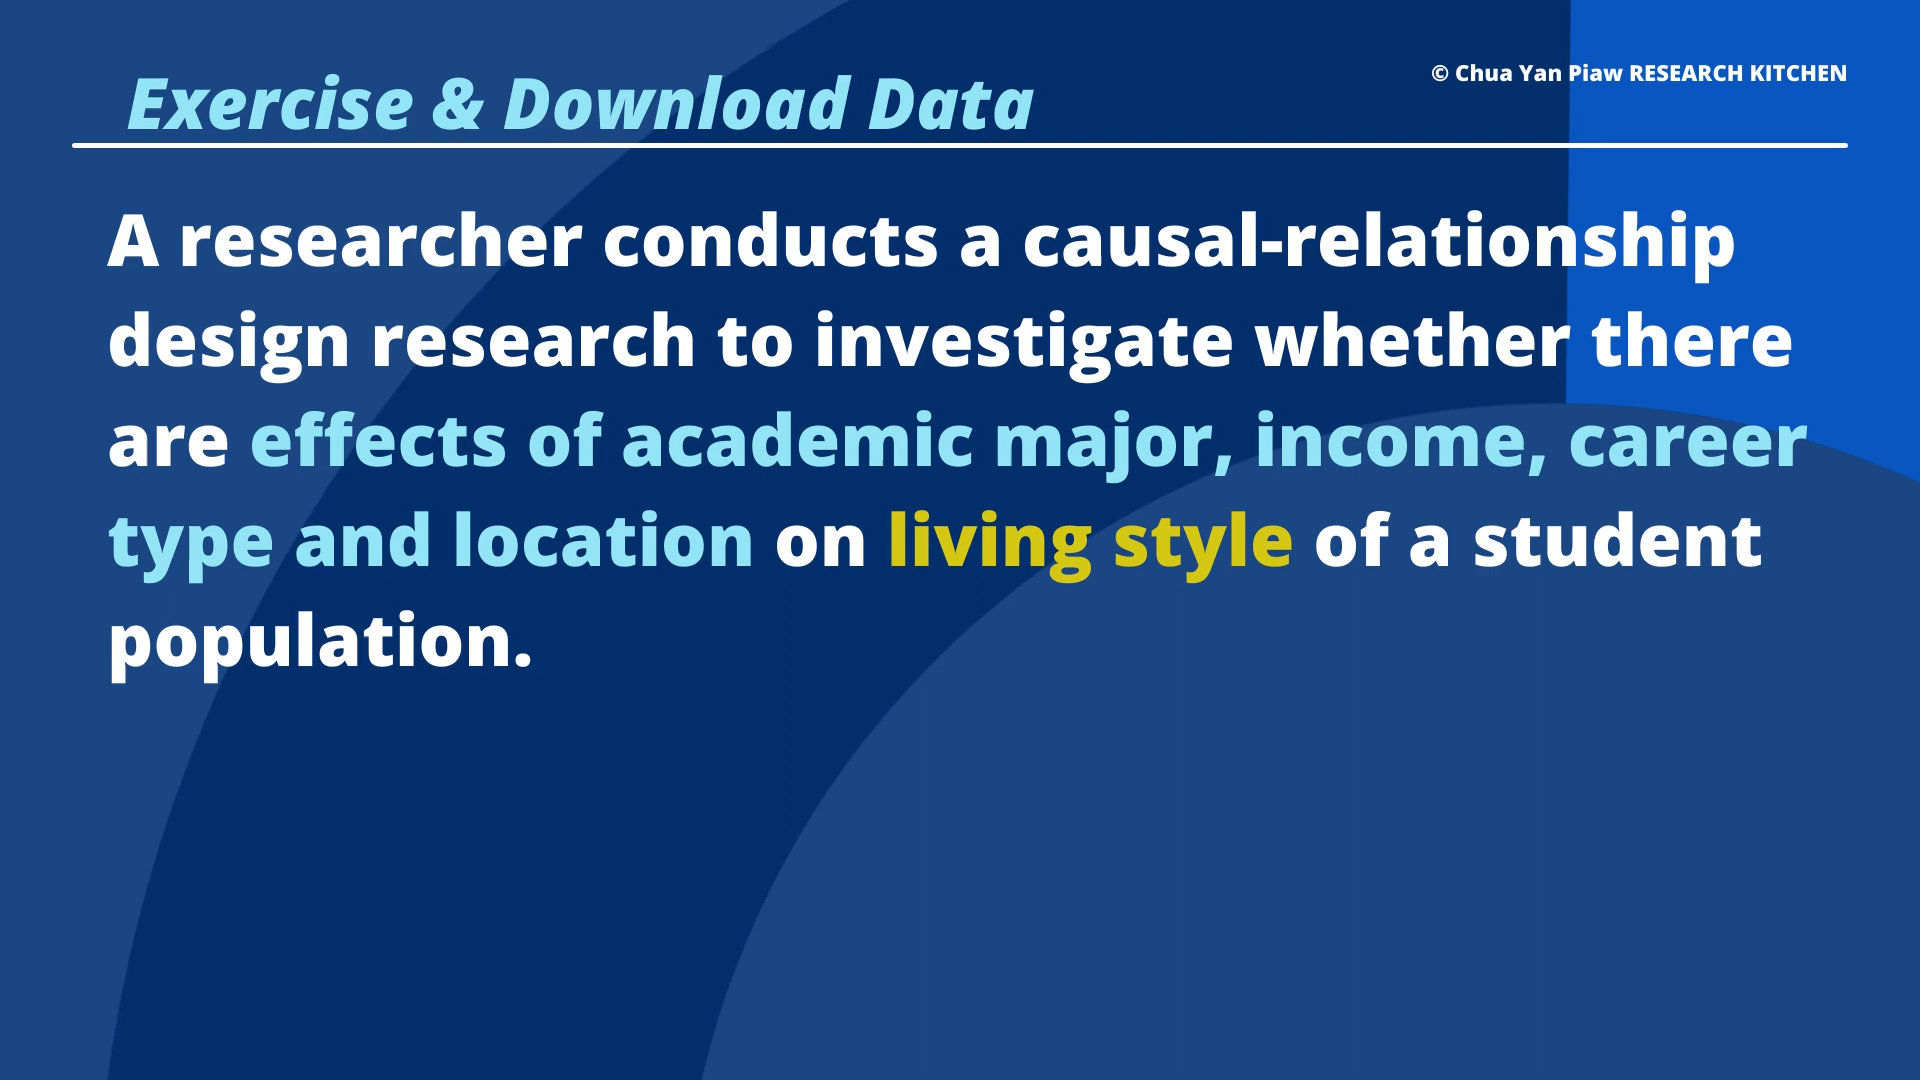 Exercise & Download Data
© Chua Yan Piaw RESEARCH KITCHEN
A researcher conducts a causal-relationship
design research to investigate whether there
are effects of academic major, income, career
type and location on living style of a student
population.